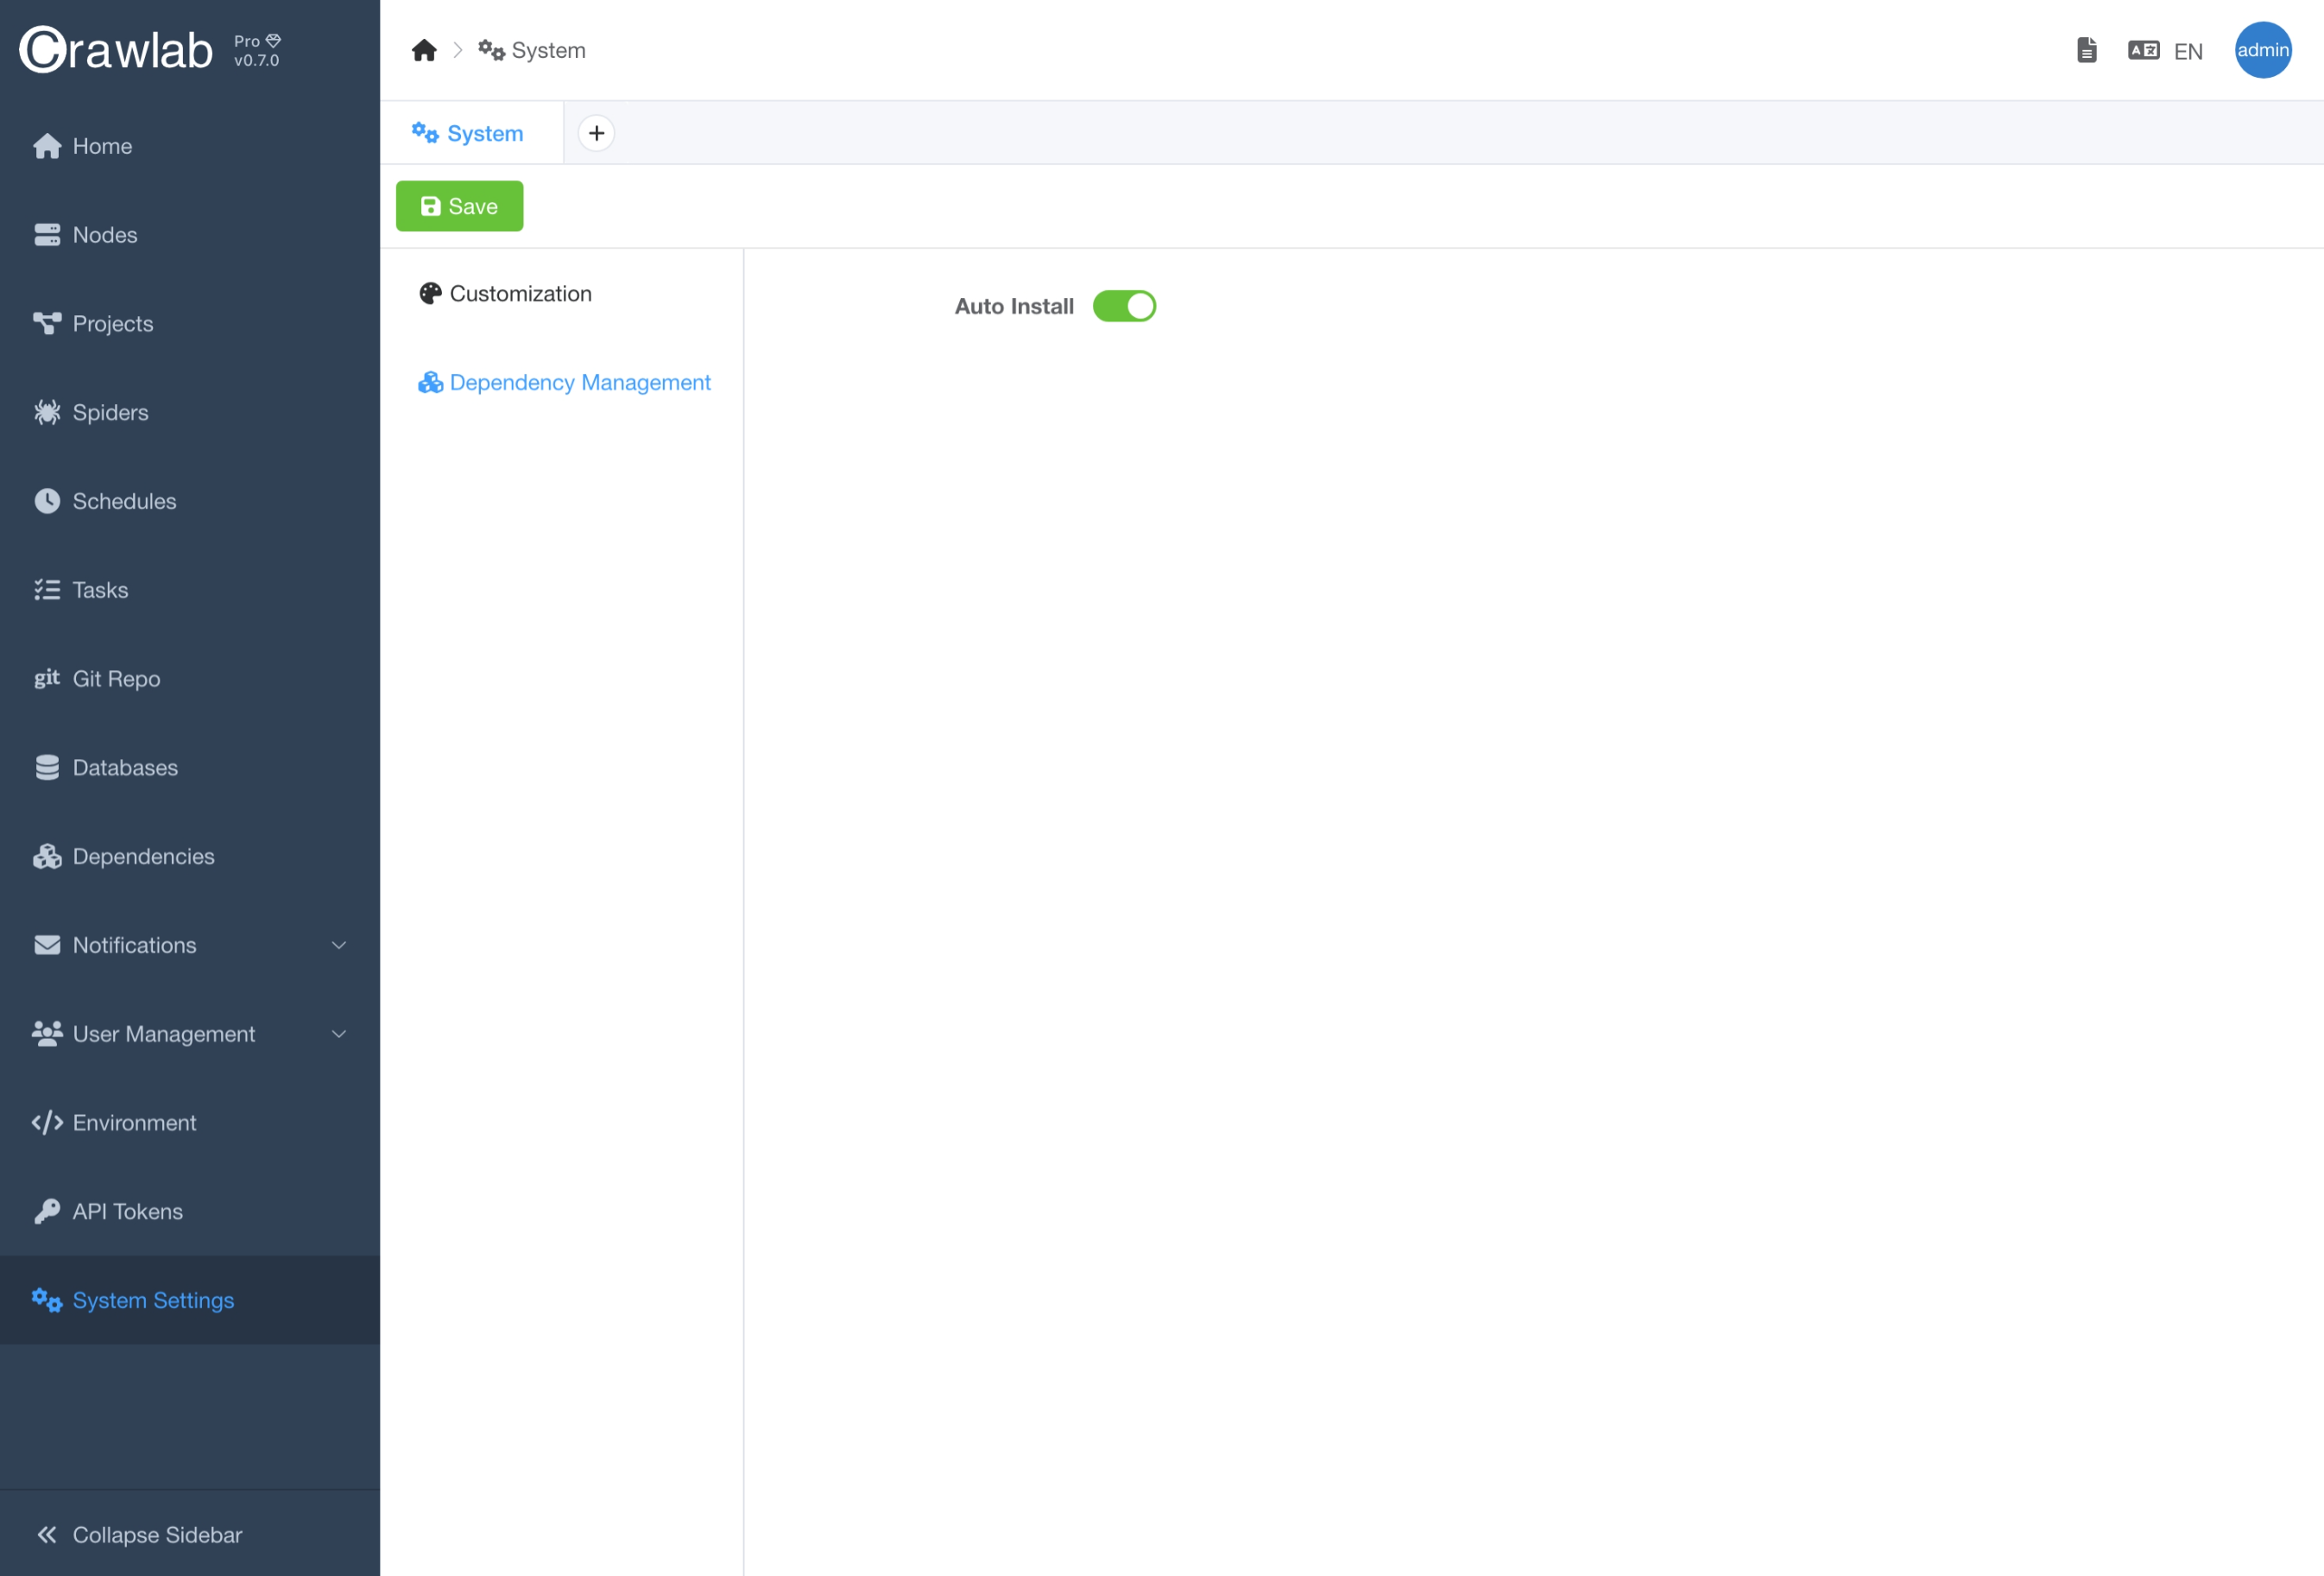 Crawlab
Pro
v0.7.0
Home
Nodes
Projects
Spiders
Schedules
Tasks
git Git Repo
Databases
Dependencies
Notifications
User Management
Environment
API Tokens
System Settings
Collapse Sidebar
System
EN
admin
System
Save
Customization
Dependency Management
Auto Install